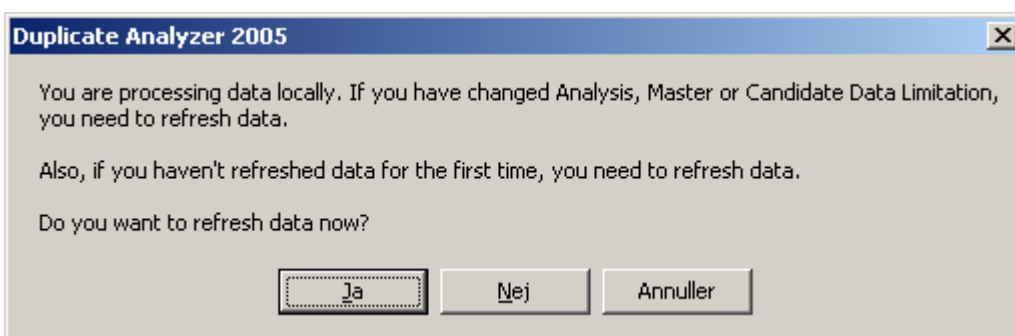 Duplicate Analyzer 2005
You are processing data locally. If you have changed Analysis, Master or Candidate Data Limitation,
you need to refresh data.
Also, if you haven't refreshed data for the first time, you need to refresh data.
Do you want to refresh data now?
Ja Nej Annuller